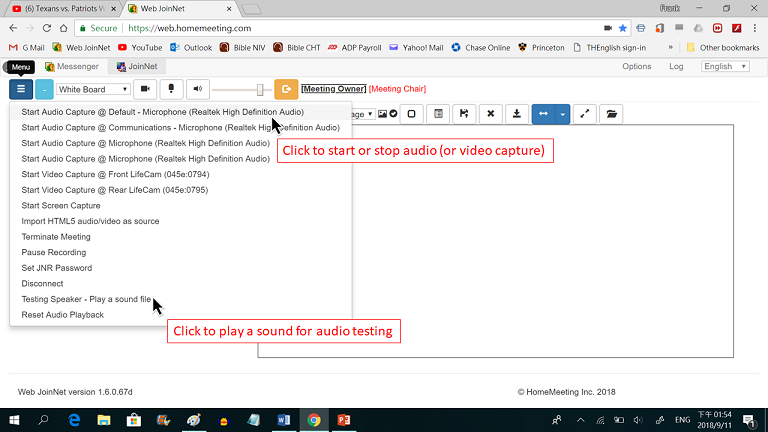 (6) Texans vs. Patriots W
Web JoinNet
Frank
Secure
https://web.homemeeting.com
G Mail
Web JoinNet
YouTube
Outlook
Bible NIV
Bible CHT
ADP Payroll
Yahoo! Mail
Chase Online
Princeton
THEnglish sign-in
»
Other bookmarks
Menu
Messenger
JoinNet
Options
Log
English
White Board
[Meeting Owner] [Meeting Chair]
Start Audio Capture @ Default - Microphone (Realtek High Definition Audio)
Start Audio Capture @ Communications - Microphone (Realtek High Definition Audio)
Start Audio Capture @ Microphone (Realtek High Definition Audio)
Start Audio Capture @ Microphone (Realtek High Definition Audio)
Start Video Capture @ Front LifeCam (045e:0794)
Start Video Capture @ Rear LifeCam (045e:0795)
Start Screen Capture
Import HTML5 audio/video as source
Terminate Meeting
Pause Recording
Set JNR Password
Disconnect
Testing Speaker - Play a sound file
Reset Audio Playback
Click to start or stop audio (or video capture)
Click to play a sound for audio testing
Web JoinNet version 1.6.0.67d
© HomeMeeting Inc. 2018
ENG
下午 01:54
2018/9/11